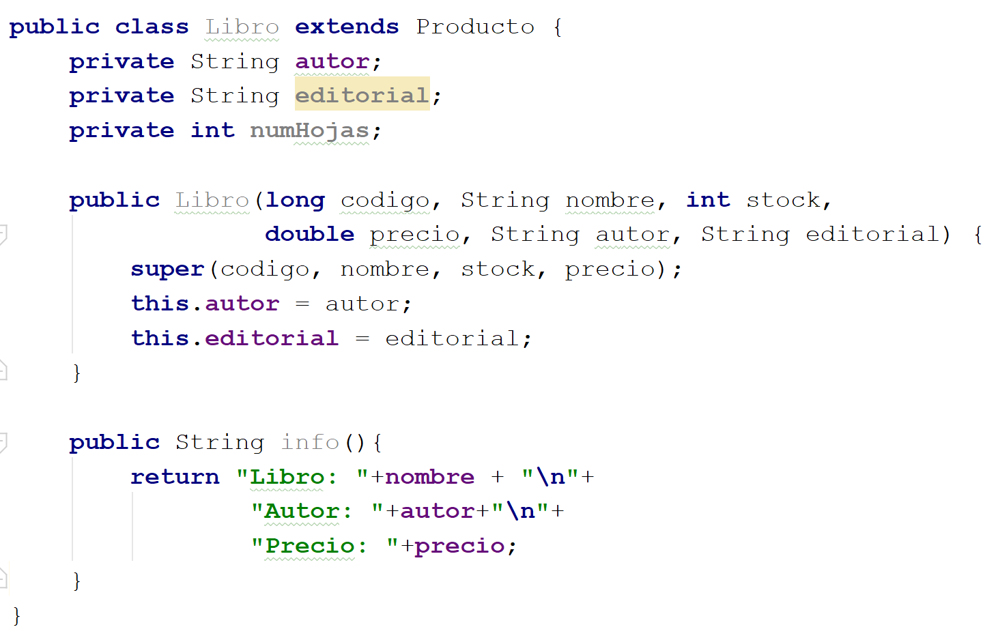 public class Libro extends Producto {
    private String autor;
    private String editorial;
    private int numHojas;

    public Libro(long codigo, String nombre, int stock,
                 double precio, String autor, String editorial) {
        super(codigo, nombre, stock, precio);
        this.autor = autor;
        this.editorial = editorial;
    }

    public String info(){
        return "Libro: "+nombre + "\n"+
                "Autor: "+autor+"\n"+
                "Precio: "+precio;
    }
}